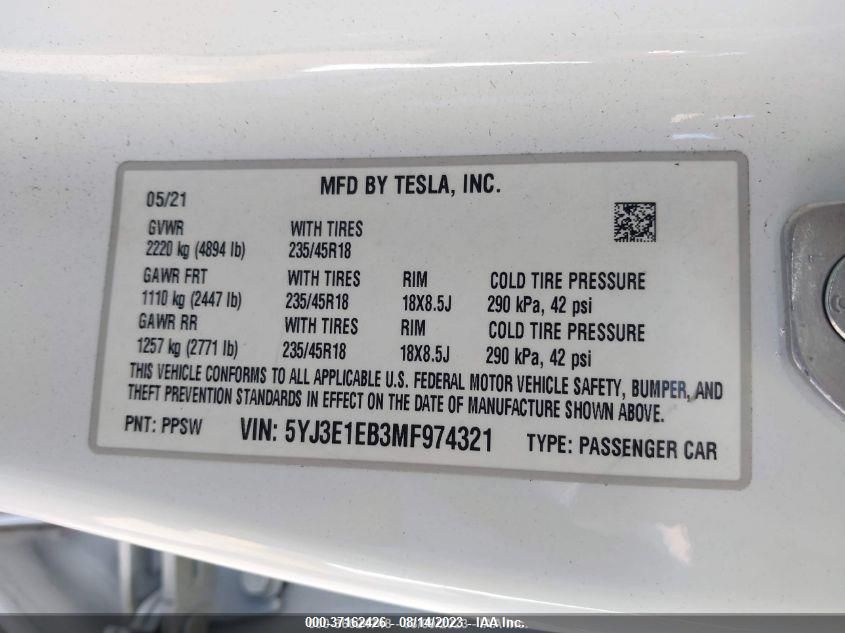 MFD BY TESLA, INC.
05/21
GVWR WITH TIRES
2220 kg (4894 lb) 235/45R18
GAWR FRT WITH TIRES RIM COLD TIRE PRESSURE
1110 kg (2447 lb) 235/45R18 18X8.5J 290 kPa, 42 psi
GAWR RR WITH TIRES RIM COLD TIRE PRESSURE
1257 kg (2771 lb) 235/45R18 18X8.5J 290 kPa, 42 psi
THIS VEHICLE CONFORMS TO ALL APPLICABLE U.S. FEDERAL MOTOR VEHICLE SAFETY, BUMPER, AND
THEFT PREVENTION STANDARDS IN EFFECT ON THE DATE OF MANUFACTURE SHOWN ABOVE.
PNT: PPSW VIN: 5YJ3E1EB3MF974321 TYPE: PASSENGER CAR
000-37162426 - 08/14/2023 - IAA Inc.